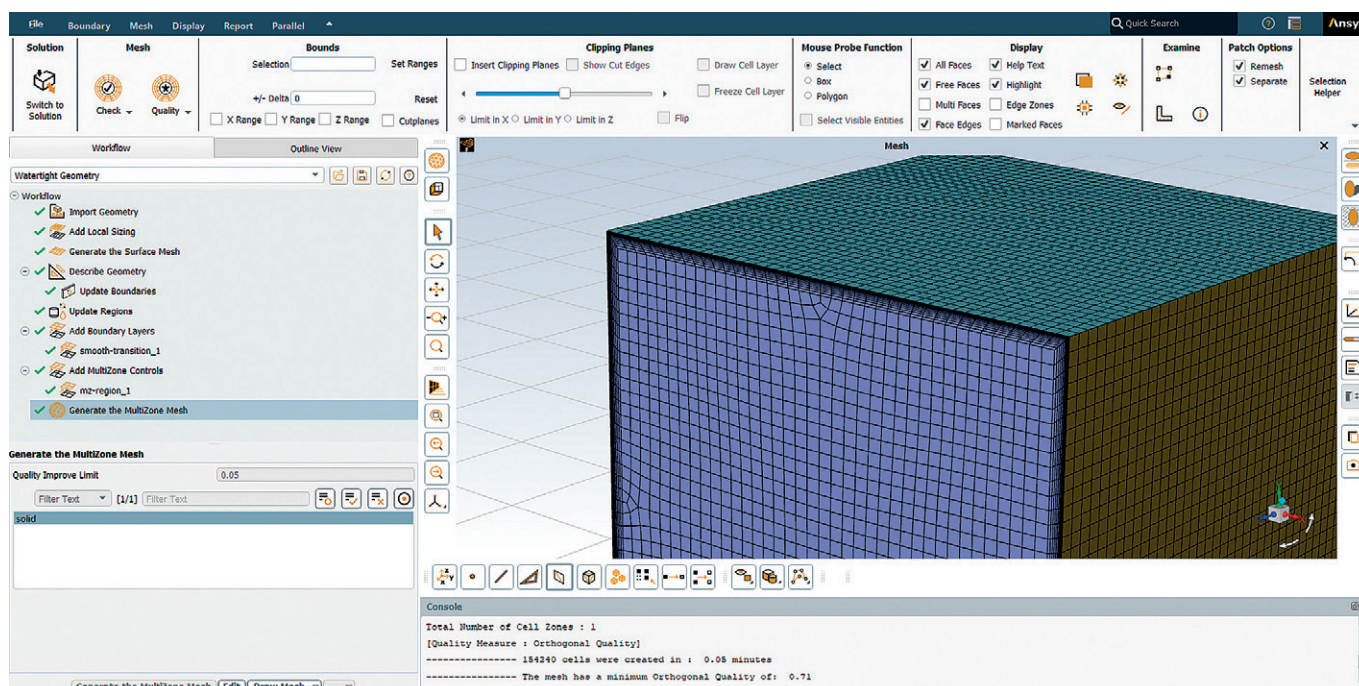 File Boundary Mesh Display Report Parallel Quick Search Ansy
Solution Mesh Bounds Clipping Planes Mouse Probe Function Display Examine Patch Options
Selection Set Ranges Insert Clipping Planes Show Cut Edges Draw Cell Layer Select All Faces Help Text Remesh
Freeze Cell Layer Box Free Faces Highlight Separate Selection
Switch to Check Quality +/- Delta 0 Reset Polygon Multi Faces Edge Zones Helper
Solution X Range Y Range Z Range Cutplanes Limit in X Limit in Y Limit in Z Flip Select Visible Entities Face Edges Marked Faces
Workflow Outline View
Mesh
Watertight Geometry
Workflow
Import Geometry
Add Local Sizing
Generate the Surface Mesh
Describe Geometry
Update Boundaries
Update Regions
Add Boundary Layers
smooth-transition_1
Add MultiZone Controls
mz-region_1
Generate the MultiZone Mesh
Generate the MultiZone Mesh
Quality Improve Limit 0.05
Filter Text [1/1] Filter Text
solid
Generate the MultiZone Mesh Edit Draw Mesh
Console
Total Number of Cell Zones : 1
[Quality Measure : Orthogonal Quality]
---------------- 154240 cells were created in : 0.05 minutes
---------------- The mesh has a minimum Orthogonal Quality of: 0.71